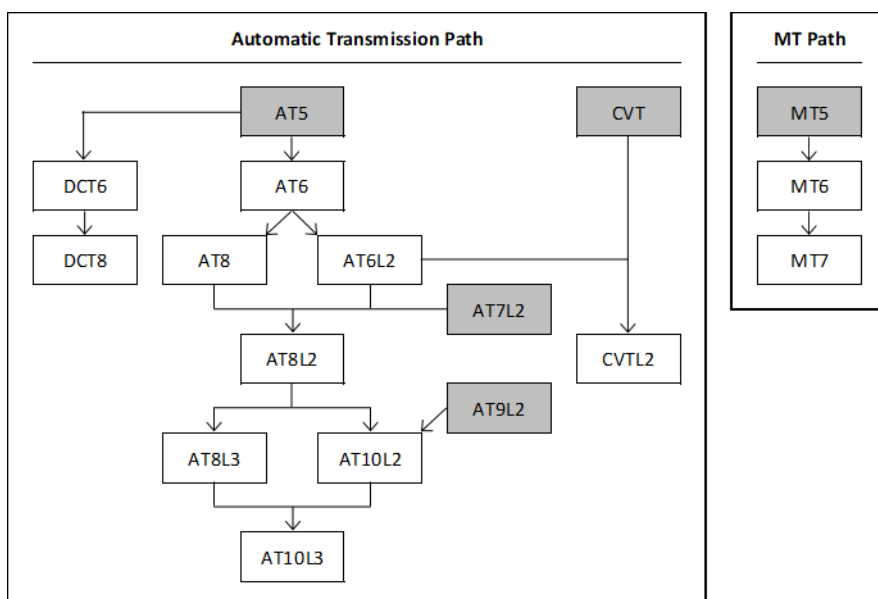 Automatic Transmission Path
MT Path
AT5
CVT
MT5
DCT6
AT6
MT6
DCT8
AT8
AT6L2
MT7
AT7L2
AT8L2
CVTL2
AT9L2
AT8L3
AT10L2
AT10L3